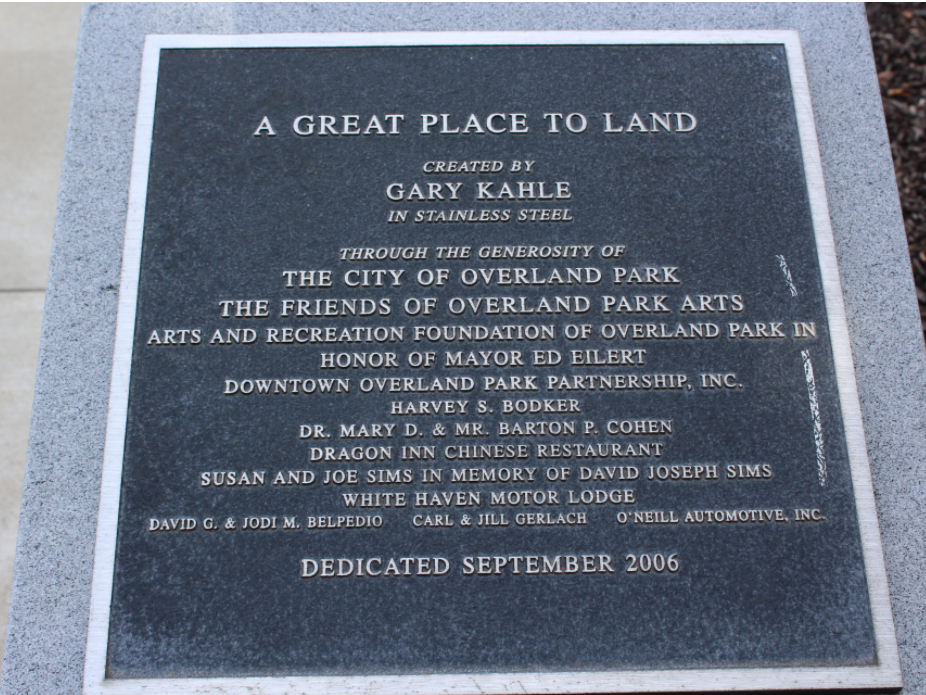 A GREAT PLACE TO LAND
CREATED BY
GARY KAHLE
IN STAINLESS STEEL
THROUGH THE GENEROSITY OF
THE CITY OF OVERLAND PARK
THE FRIENDS OF OVERLAND PARK ARTS
ARTS AND RECREATION FOUNDATION OF OVERLAND PARK IN
HONOR OF MAYOR ED EILERT
DOWNTOWN OVERLAND PARK PARTNERSHIP, INC.
HARVEY S. BODKER
DR. MARY D. & MR. BARTON P. COHEN
DRAGON INN CHINESE RESTAURANT
SUSAN AND JOE SIMS IN MEMORY OF DAVID JOSEPH SIMS
WHITE HAVEN MOTOR LODGE
DAVID G. & JODI M. BELPEDIO CARL & JILL GERLACH O'NEILL AUTOMOTIVE, INC.
DEDICATED SEPTEMBER 2006